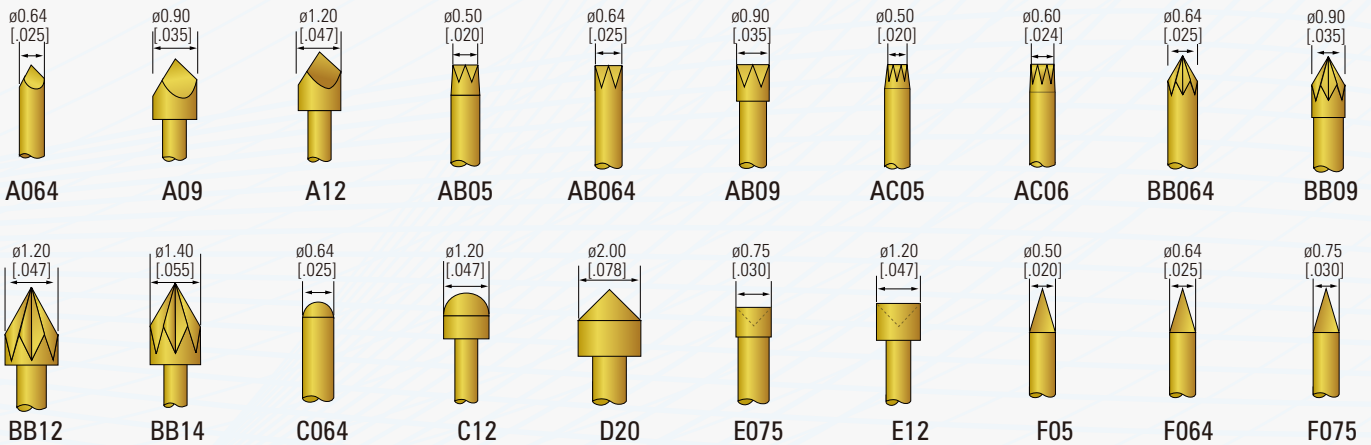 ø0.64 ø0.90 ø1.20 ø0.50 ø0.64 ø0.90 ø0.50 ø0.60 ø0.64 ø0.90
[.025] [.035] [.047] [.020] [.025] [.035] [.020] [.024] [.025] [.035]
A064 A09 A12 AB05 AB064 AB09 AC05 AC06 BB064 BB09
ø1.20 ø1.40 ø0.64 ø1.20 ø2.00 ø0.75 ø1.20 ø0.50 ø0.64 ø0.75
[.047] [.055] [.025] [.047] [.078] [.030] [.047] [.020] [.025] [.030]
BB12 BB14 C064 C12 D20 E075 E12 F05 F064 F075